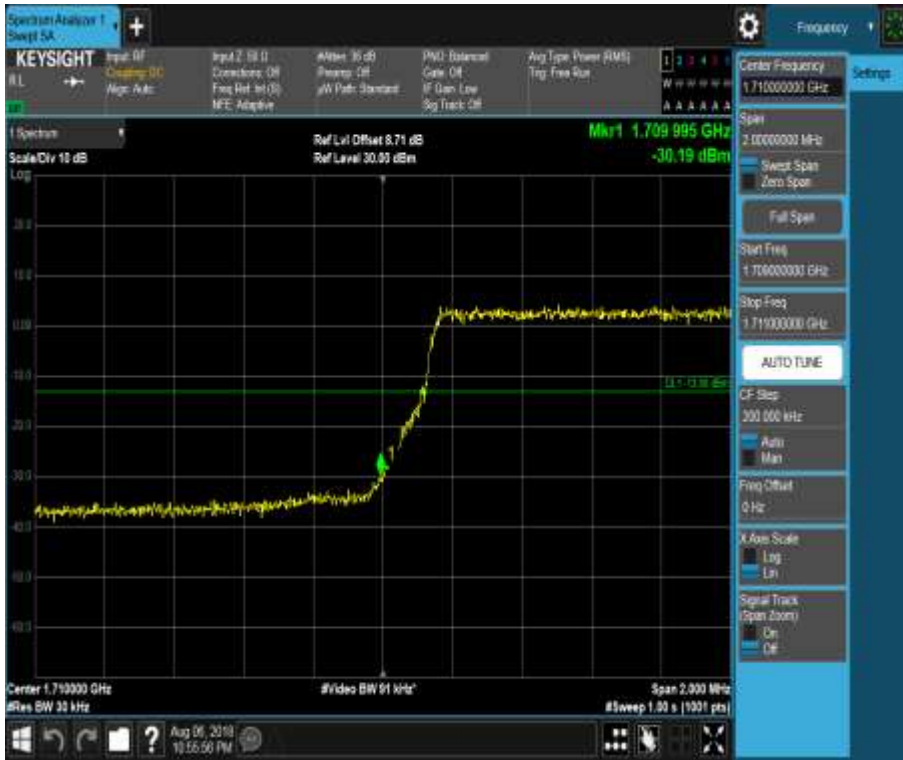 Spectrum Analyzer 1
Swept SA
+
Frequency
KEYSIGHT
Input: RF
Coupling: DC
Align: Auto
Input Z: 50 Ω
Corrections: Off
Freq Ref: Int (S)
NFE: Adaptive
#Atten: 36 dB
Preamp: Off
µW Path: Standard
PNO: Balanced
Gate: Off
IF Gain: Low
Sig Track: Off
Avg Type: Power (RMS)
Trig: Free Run
1 2 3 4 5 6
A A A A A A
1 Spectrum
Scale/Div 10 dB
Log
Ref Lvl Offset 8.71 dB
Ref Level 30.00 dBm
Mkr1 1.709 995 GHz
-30.19 dBm
20.0
10.0
0.00
-10.0
DL1 -13.00 dBm
-20.0
-30.0
-40.0
-50.0
-60.0
Center 1.710000 GHz
#Res BW 30 kHz
#Video BW 91 kHz*
Span 2.000 MHz
#Sweep 1.00 s (1001 pts)
Aug 06, 2018
10:55:56 PM
Center Frequency
1.710000000 GHz
Settings
Span
2.00000000 MHz
Swept Span
Zero Span
Full Span
Start Freq
1.709000000 GHz
Stop Freq
1.711000000 GHz
AUTO TUNE
CF Step
200.000 kHz
Auto
Man
Freq Offset
0 Hz
X Axis Scale
Log
Lin
Signal Track
(Span Zoom)
On
Off